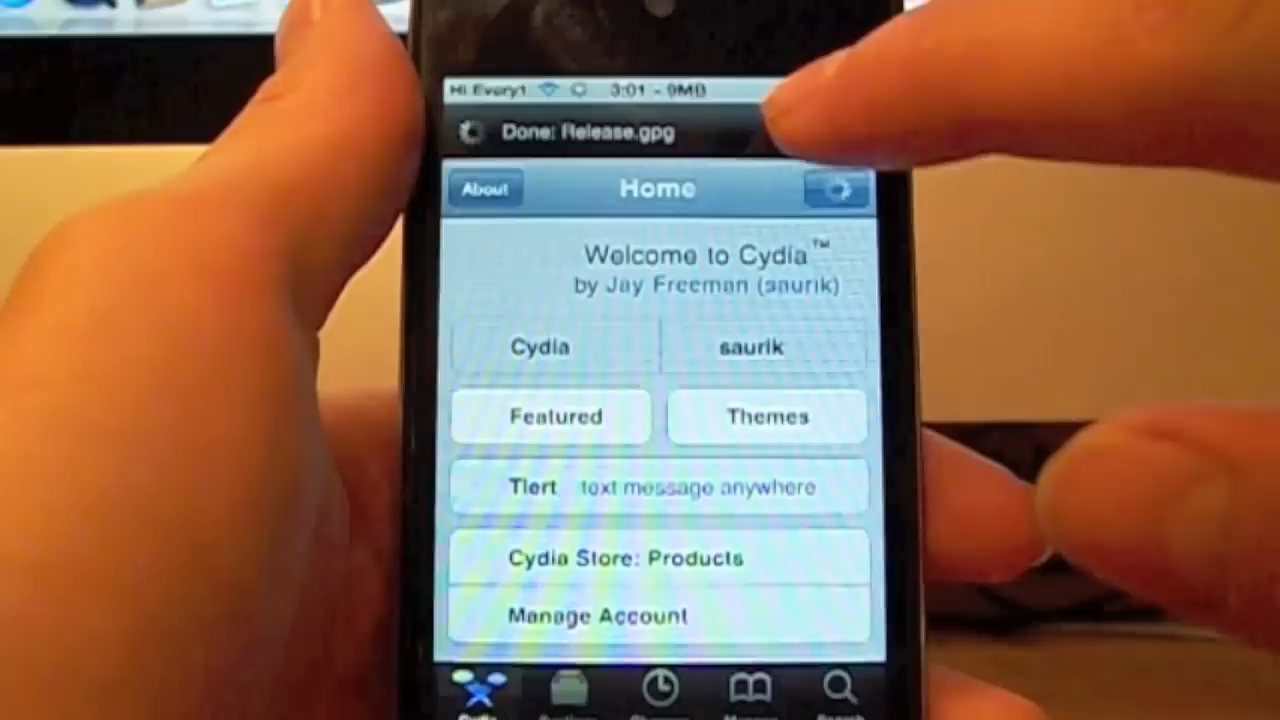 Hi Every1 3:01 - 9MB
Done: Release.gpg
About Home
Welcome to Cydia™
by Jay Freeman (saurik)
Cydia saurik
Featured Themes
Tlert text message anywhere
Cydia Store: Products
Manage Account